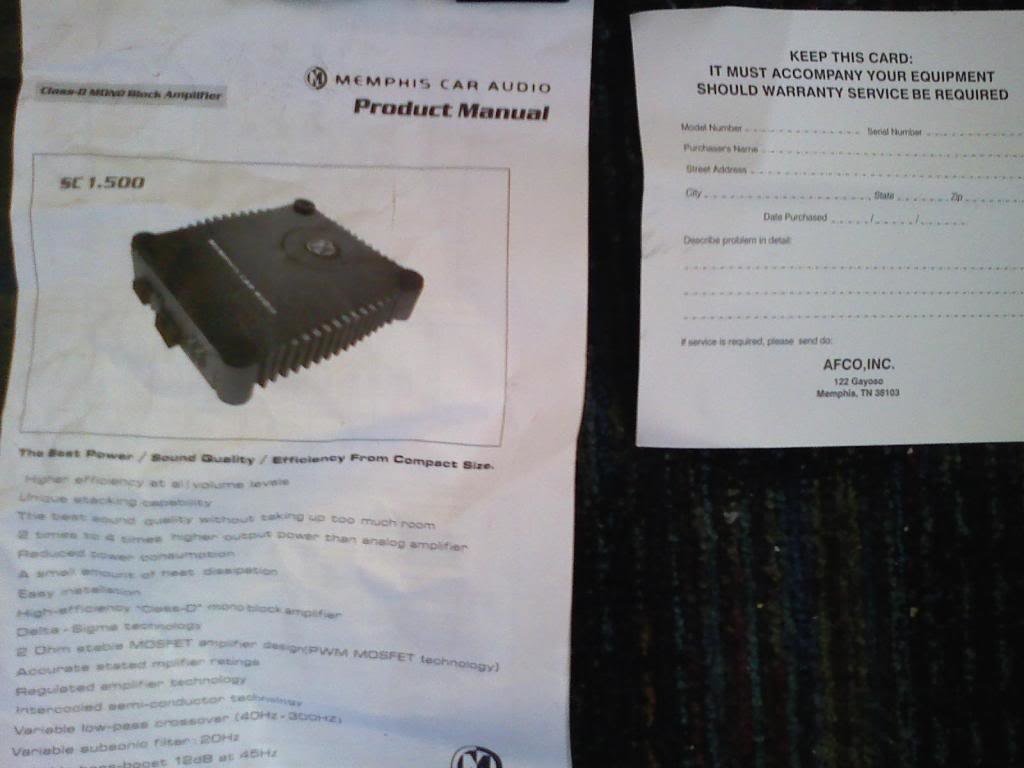 Class-D MONO Block Amplifier
MEMPHIS CAR AUDIO
Product Manual
SC 1.500
MEMPHIS CAR AUDIO
The Best Power / Sound Quality / Efficiency From Compact Size.
Higher efficiency at all volume levels
Unique stacking capability
The best sound quality without taking up too much room
2 times to 4 times higher output power than analog amplifier
Reduced power consumption
A small amount of heat dissipation
Easy installation
High-efficiency "Class-D" mono block amplifier
Delta-Sigma technology
2 Ohm stable MOSFET amplifier design(PWM MOSFET technology)
Accurate stated mplifier ratings
Regulated amplifier technology
Intercooled semi-conductor technology
Variable low-pass crossover (40Hz-300HZ)
Variable subsonic filter: 20Hz
bass-boost 12dB at 45Hz
KEEP THIS CARD:
IT MUST ACCOMPANY YOUR EQUIPMENT
SHOULD WARRANTY SERVICE BE REQUIRED
Model Number Serial Number
Purchaser's Name
Street Address
City State Zip
Date Purchased / /
Describe problem in detail:
If service is required, please send do:
AFCO,INC.
122 Gayoso
Memphis, TN 38103